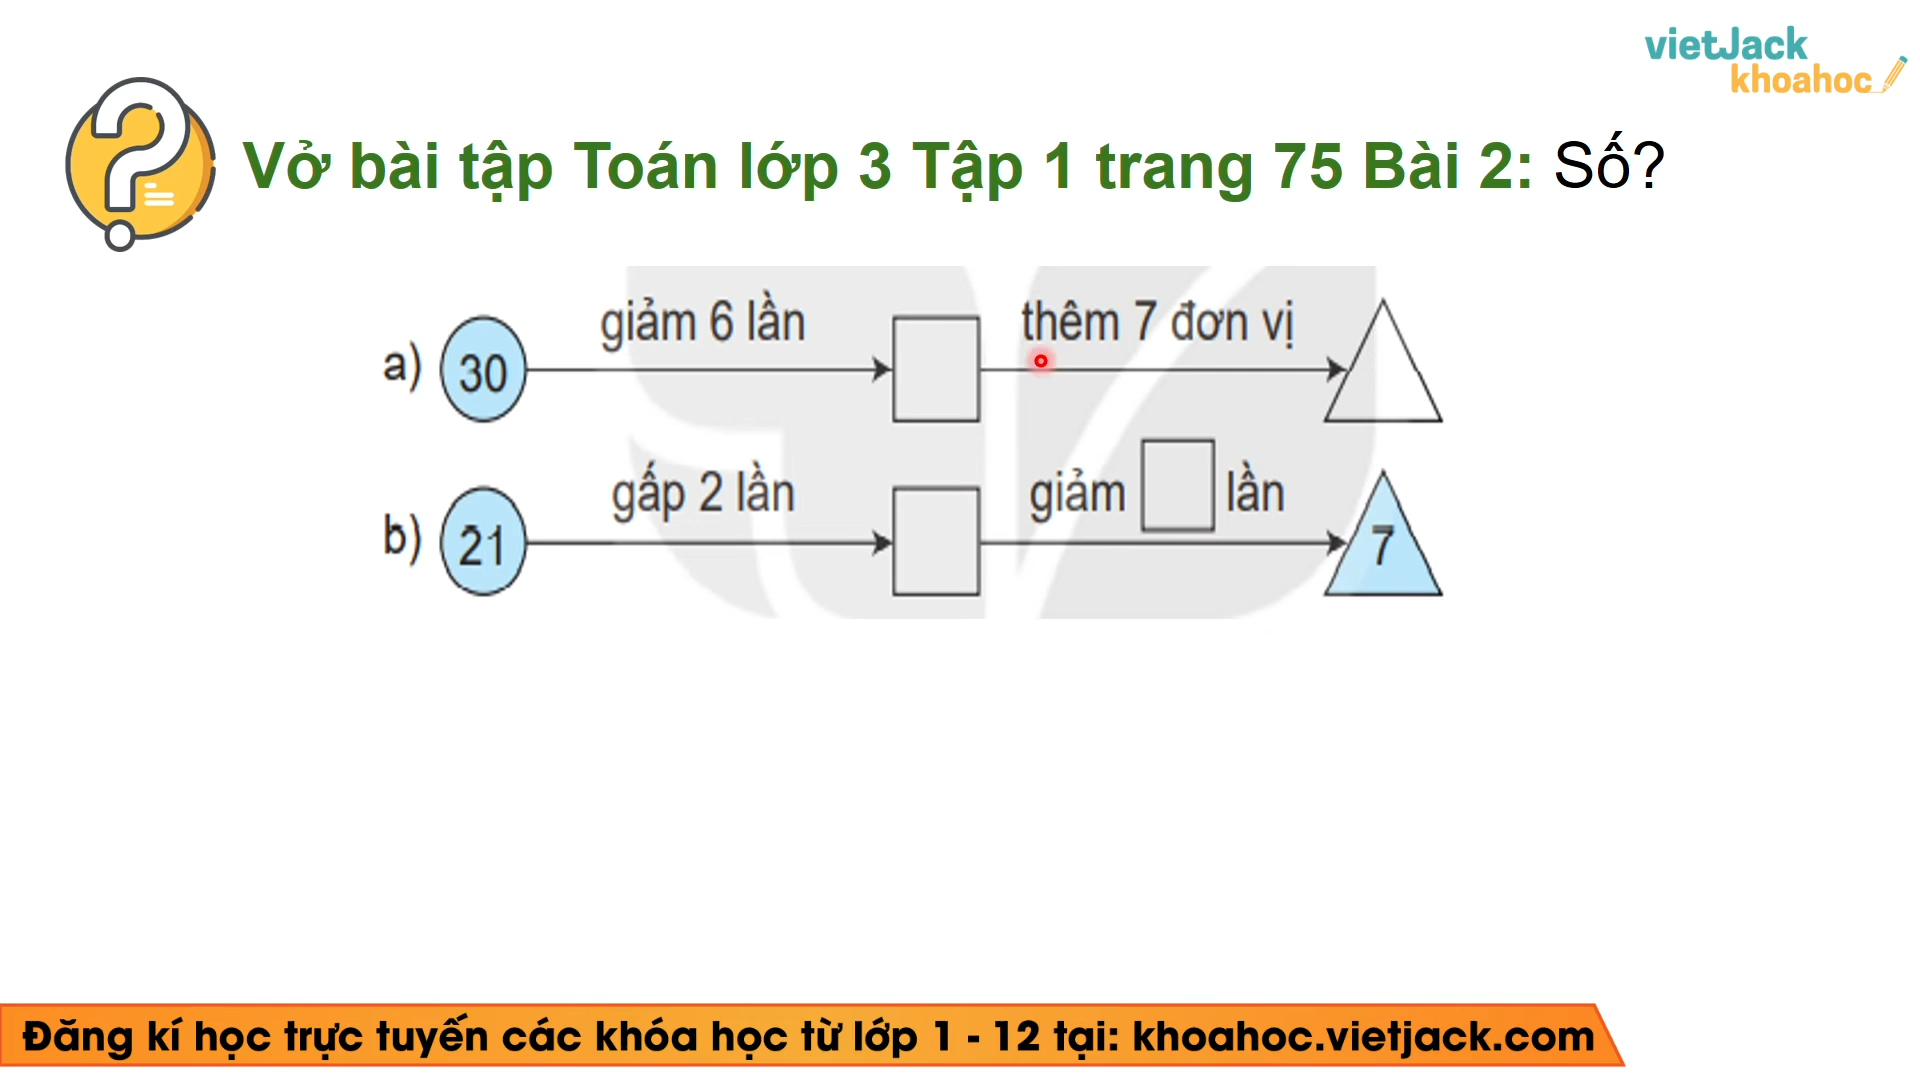 vietJack
khoahoc
Vở bài tập Toán lớp 3 Tập 1 trang 75 Bài 2: Số?
giảm 6 lần thêm 7 đơn vị
a) 30
gấp 2 lần giảm lần
b) 21 7
Đăng kí học trực tuyến các khóa học từ lớp 1 - 12 tại: khoahoc.vietjack.com